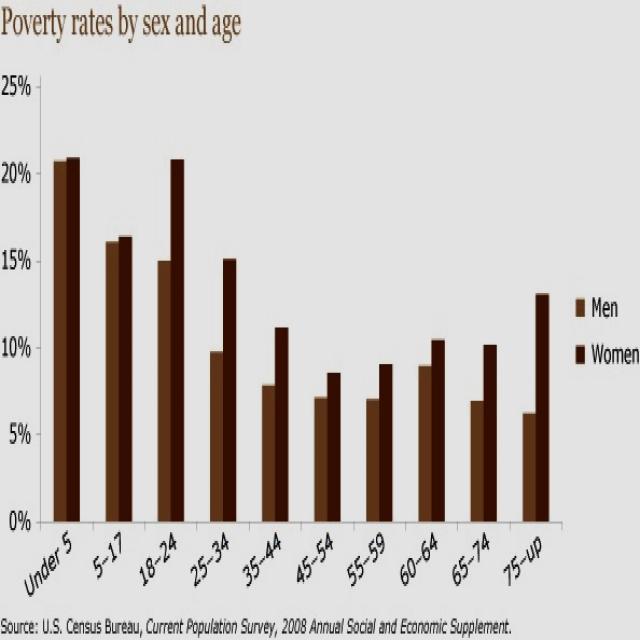 Poverty rates by sex and age
25%
20%
15%
10%
5%
0%
Under 5
5–17
18–24
25–34
35–44
45–54
55–59
60–64
65–74
75–up
Men
Women
Source: U.S. Census Bureau, Current Population Survey, 2008 Annual Social and Economic Supplement.